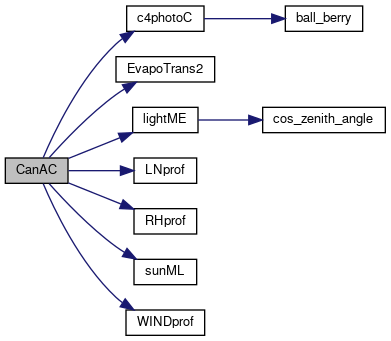 c4photoC
ball_berry
EvapoTrans2
lightME
cos_zenith_angle
CanAC
LNprof
RHprof
sunML
WINDprof